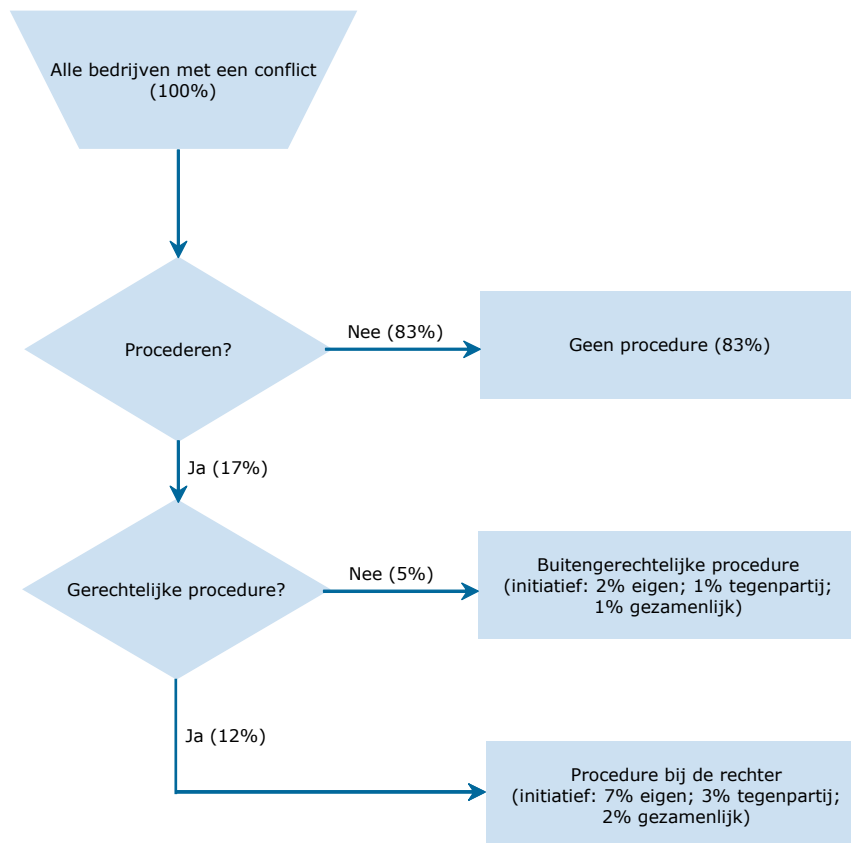 Alle bedrijven met een conflict
(100%)
Procederen?
Nee (83%)
Geen procedure (83%)
Ja (17%)
Gerechtelijke procedure?
Nee (5%)
Buitengerechtelijke procedure
(initiatief: 2% eigen; 1% tegenpartij;
1% gezamenlijk)
Ja (12%)
Procedure bij de rechter
(initiatief: 7% eigen; 3% tegenpartij;
2% gezamenlijk)